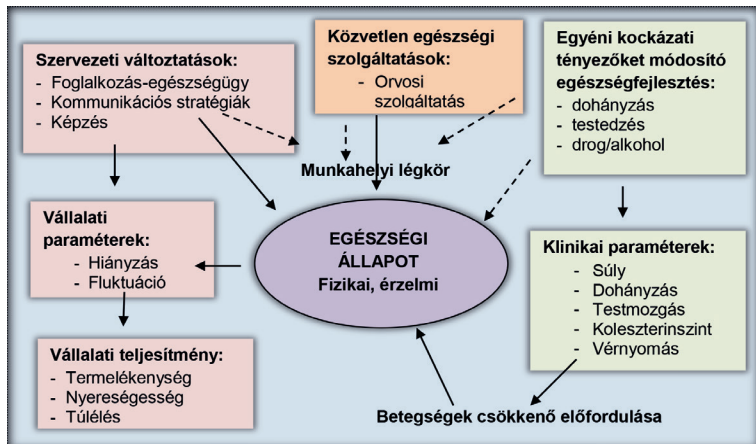 Szervezeti változtatások:
- Foglalkozás-egészségügy
- Kommunikációs stratégiák
- Képzés
Közvetlen egészségi
szolgáltatások:
- Orvosi
szolgáltatás
Egyéni kockázati
tényezőket módosító
egészségfejlesztés:
- dohányzás
- testedzés
- drog/alkohol
Munkahelyi légkör
Vállalati
paraméterek:
- Hiányzás
- Fluktuáció
EGÉSZSÉGI
ÁLLAPOT
Fizikai, érzelmi
Klinikai paraméterek:
- Súly
- Dohányzás
- Testmozgás
- Koleszterinszint
- Vérnyomás
Vállalati teljesítmény:
- Termelékenység
- Nyereségesség
- Túlélés
Betegségek csökkenő előfordulása